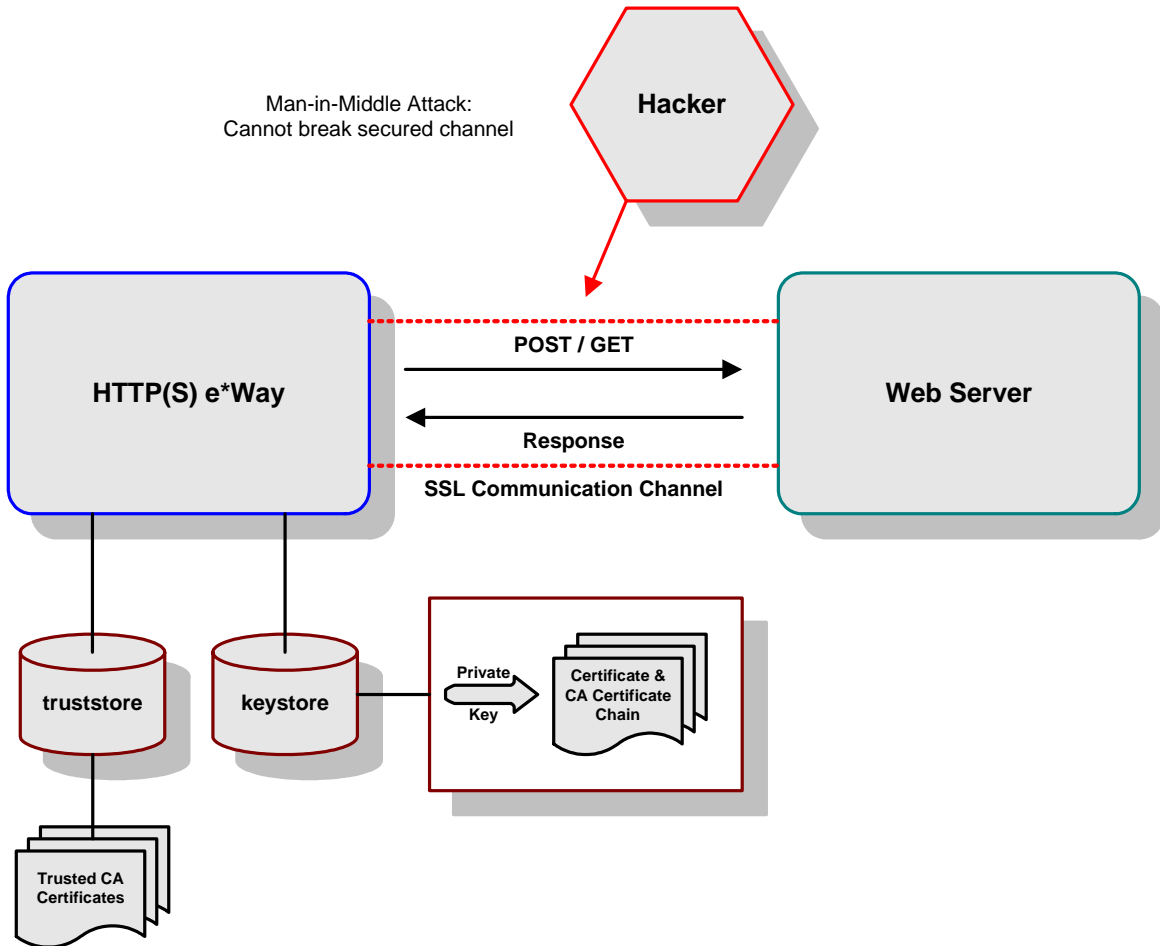 Man-in-Middle Attack:
Cannot break secured channel
Hacker
HTTP(S) e*Way
POST / GET
Response
SSL Communication Channel
Web Server
truststore
keystore
Private
Key
Certificate &
CA Certificate
Chain
Trusted CA
Certificates